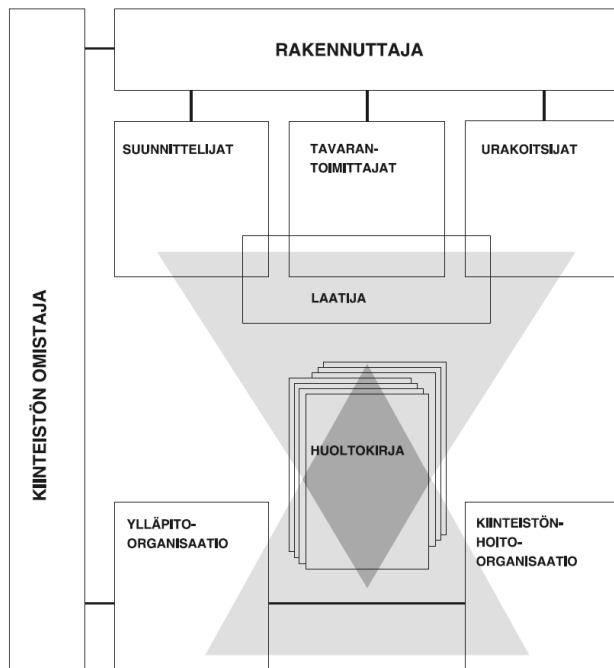 KIINTEISTÖN OMISTAJA
RAKENNUTTAJA
SUUNNITTELIJAT
TAVARAN-
TOIMITTAJAT
URAKOITSIJAT
LAATIJA
HUOLTOKIRJA
YLLÄPITO-
ORGANISAATIO
KIINTEISTÖN-
HOITO-
ORGANISAATIO